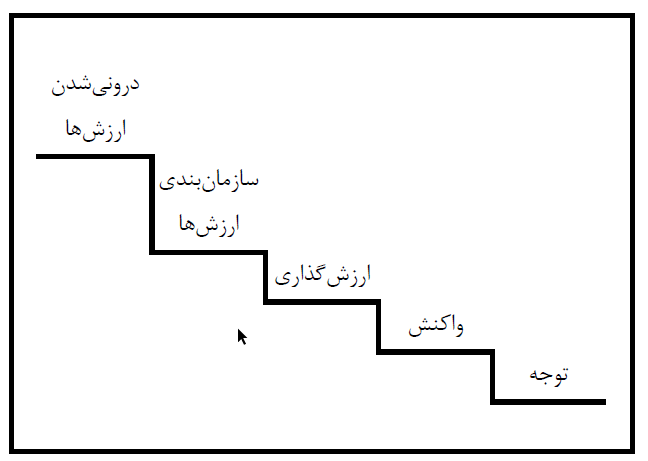 درونی‌شدن
ارزش‌ها
سازمان‌بندی
ارزش‌ها
ارزش‌گذاری
واکنش
توجه